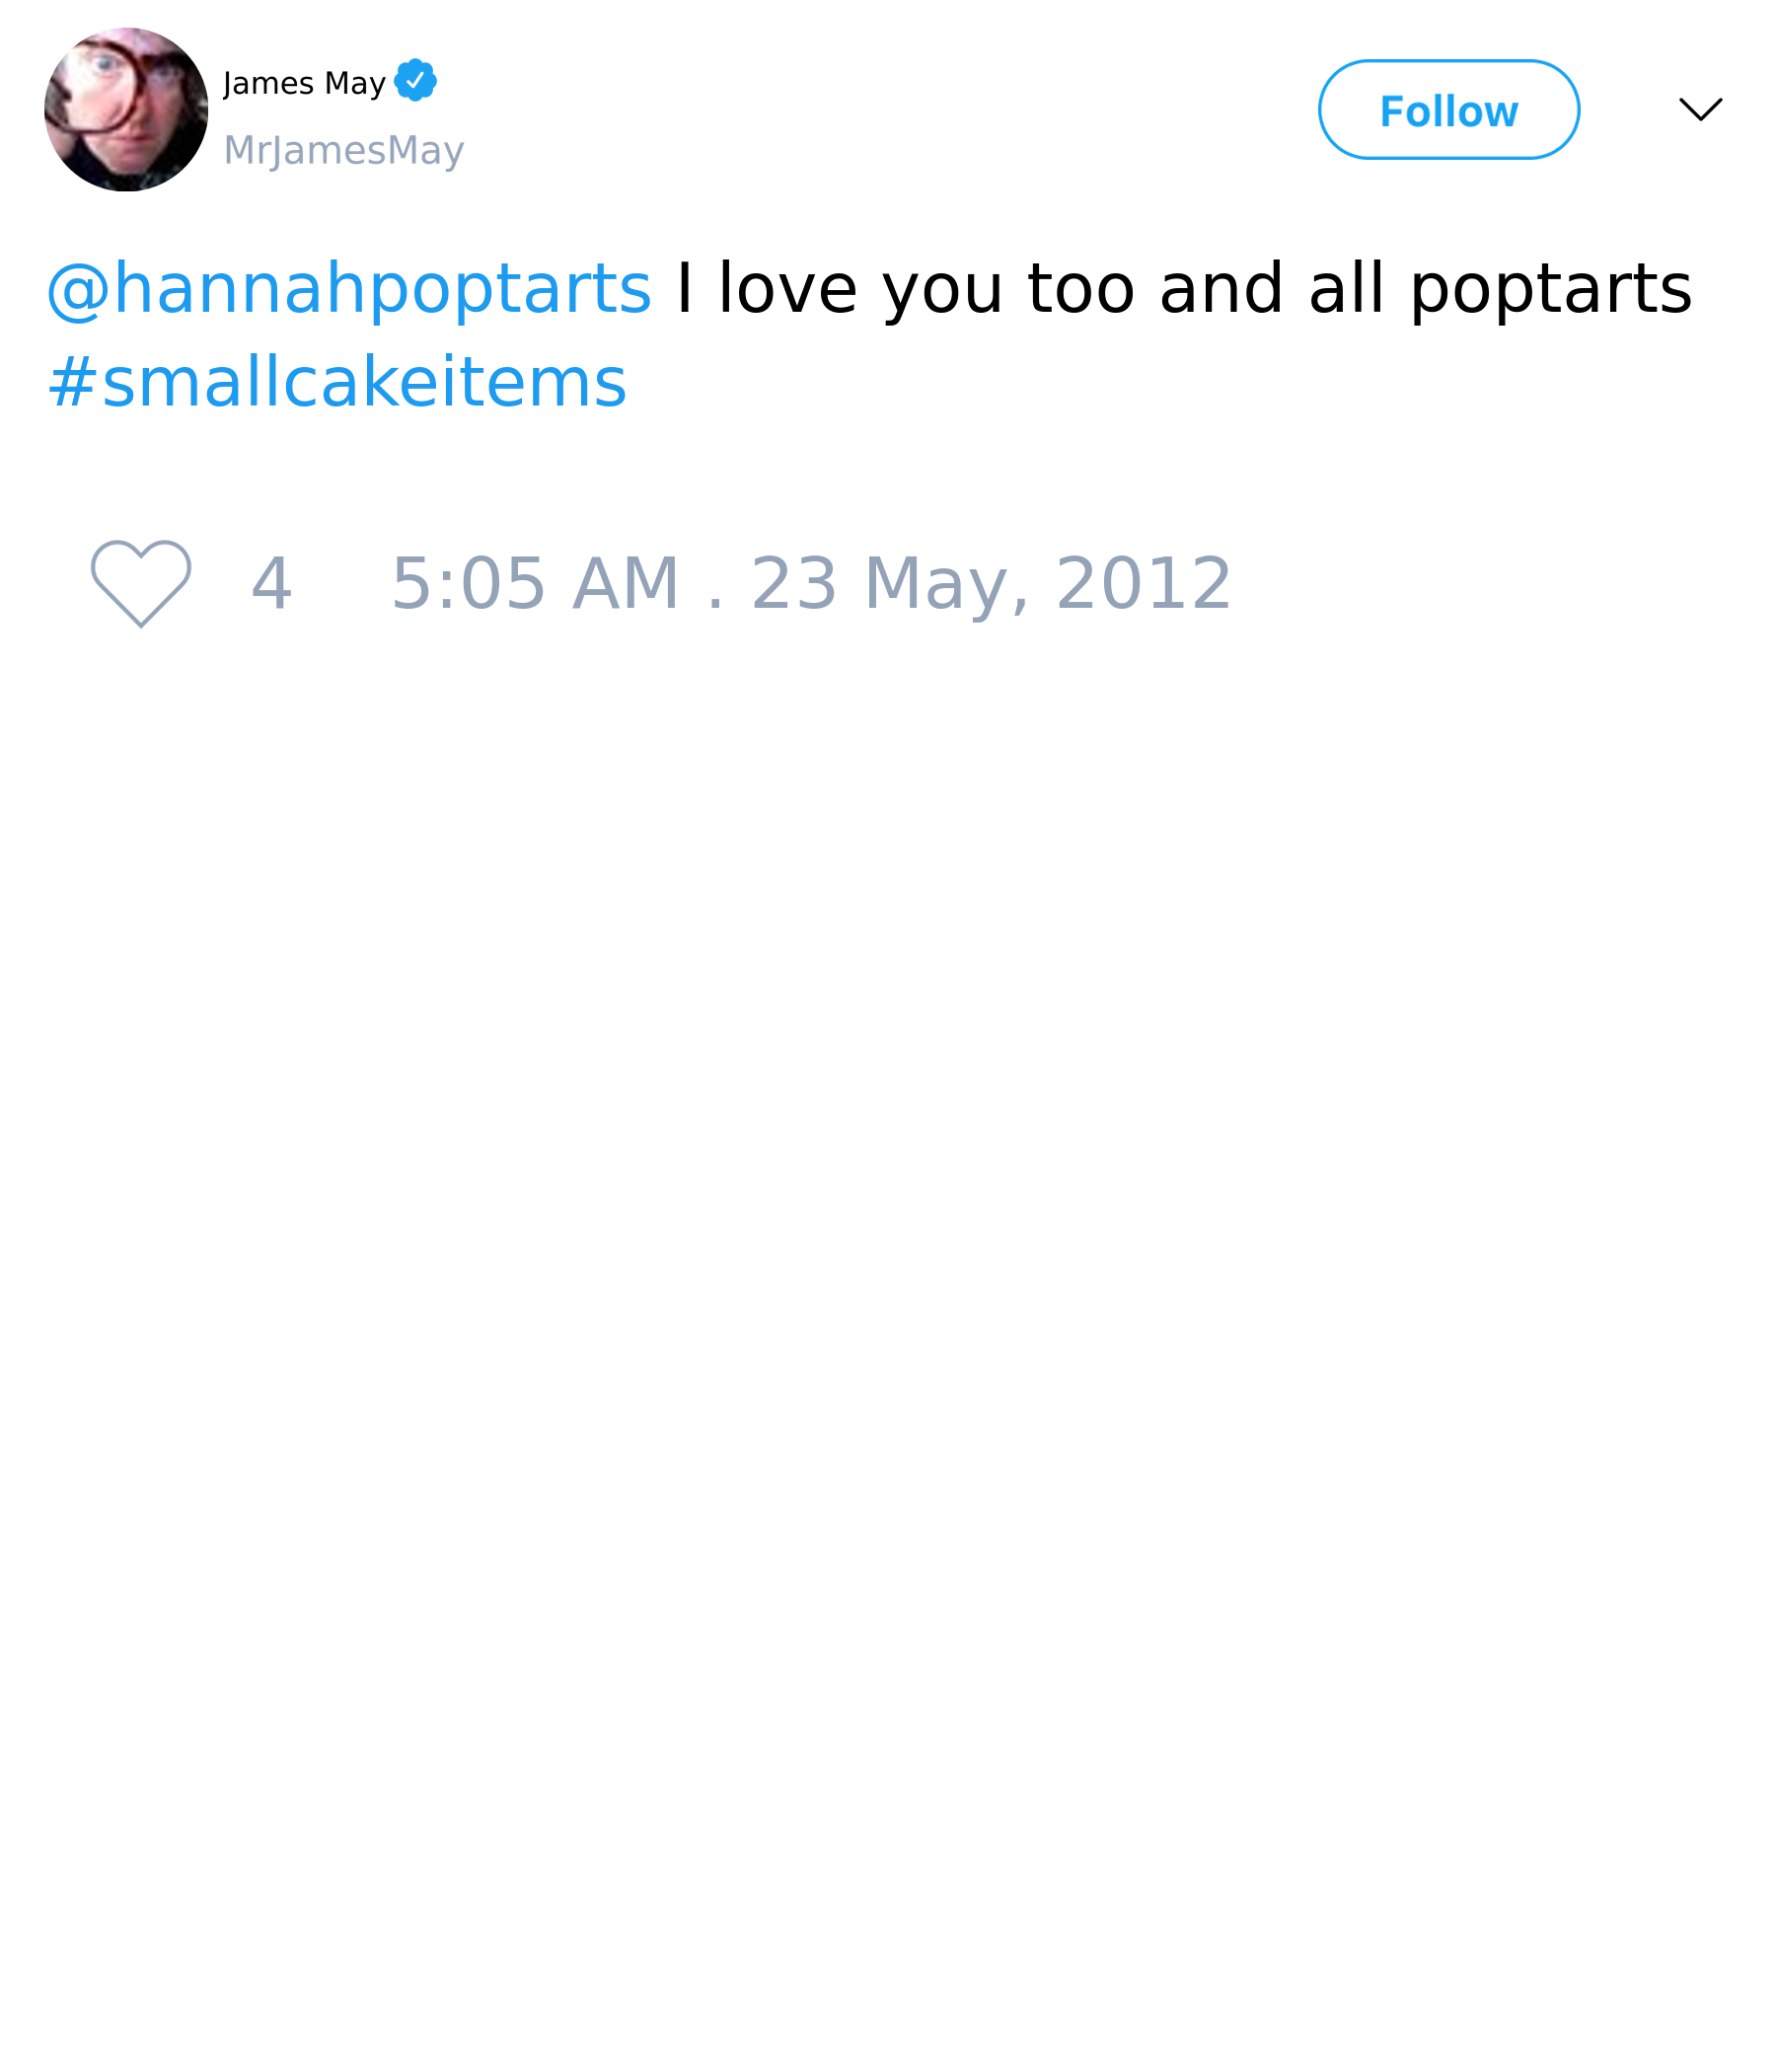 James May
MrJamesMay
Follow
@hannahpoptarts I love you too and all poptarts
#smallcakeitems
4 5:05 AM . 23 May, 2012